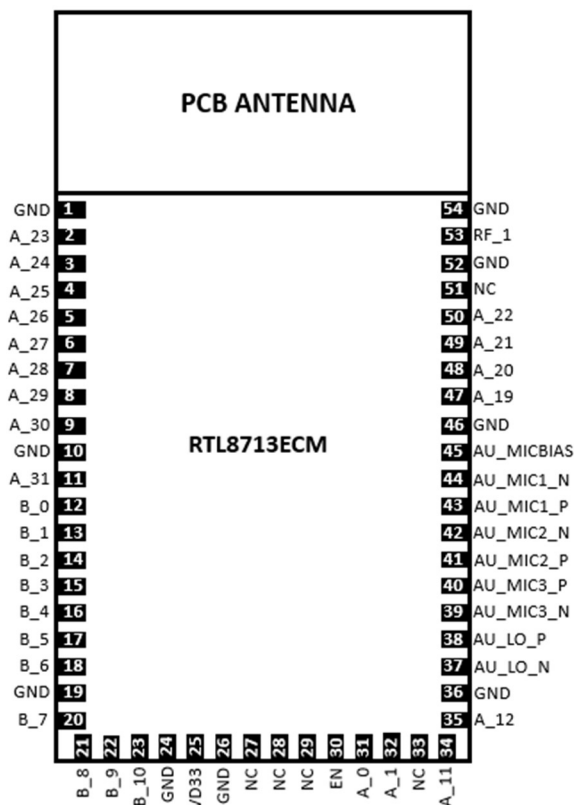 PCB ANTENNA
GND 1 54 GND
A_23 2 53 RF_1
A_24 3 52 GND
A_25 4 51 NC
A_26 5 50 A_22
A_27 6 49 A_21
A_28 7 48 A_20
A_29 8 47 A_19
A_30 9 46 GND
RTL8713ECM
GND 10 45 AU_MICBIAS
A_31 11 44 AU_MIC1_N
B_0 12 43 AU_MIC1_P
B_1 13 42 AU_MIC2_N
B_2 14 41 AU_MIC2_P
B_3 15 40 AU_MIC3_P
B_4 16 39 AU_MIC3_N
B_5 17 38 AU_LO_P
B_6 18 37 AU_LO_N
GND 19 36 GND
B_7 20 35 A_12
21 22 23 24 25 26 27 28 29 30 31 32 33 34
B_8 B_9 B_10 GND VD33 GND NC NC NC EN A_0 A_1 NC A_11